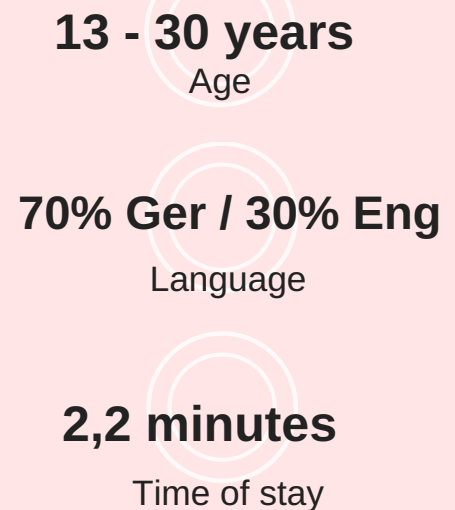 13 - 30 years
Age
70% Ger / 30% Eng
Language
2,2 minutes
Time of stay